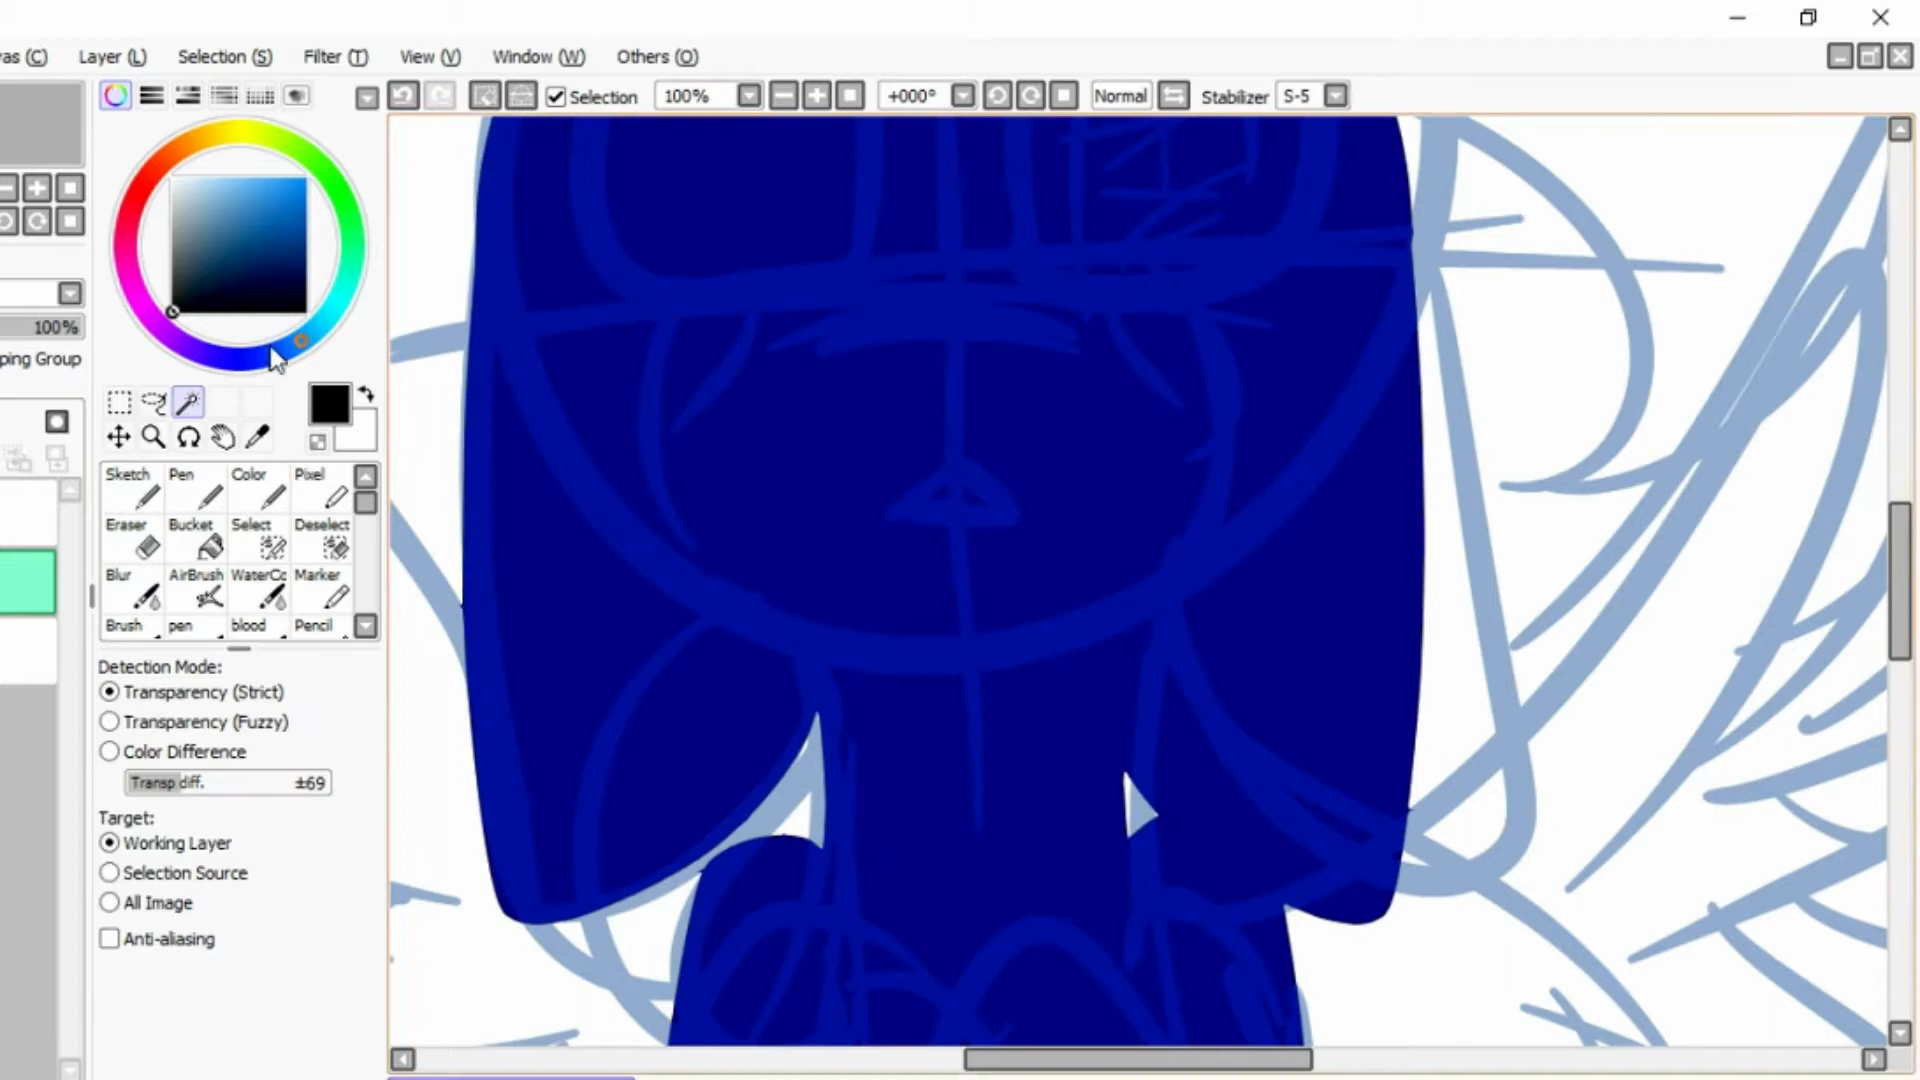 vas (C) Layer (L) Selection (S) Filter (T) View (V) Window (W) Others (O)
Selection 100% +000° Normal Stabilizer S-5
100%
ping Group
Sketch Pen Color Pixel
Eraser Bucket Select Deselect
Blur AirBrush WaterCo Marker
Brush pen blood Pencil
Detection Mode:
Transparency (Strict)
Transparency (Fuzzy)
Color Difference
Transp diff. ±69
Target:
Working Layer
Selection Source
All Image
Anti-aliasing